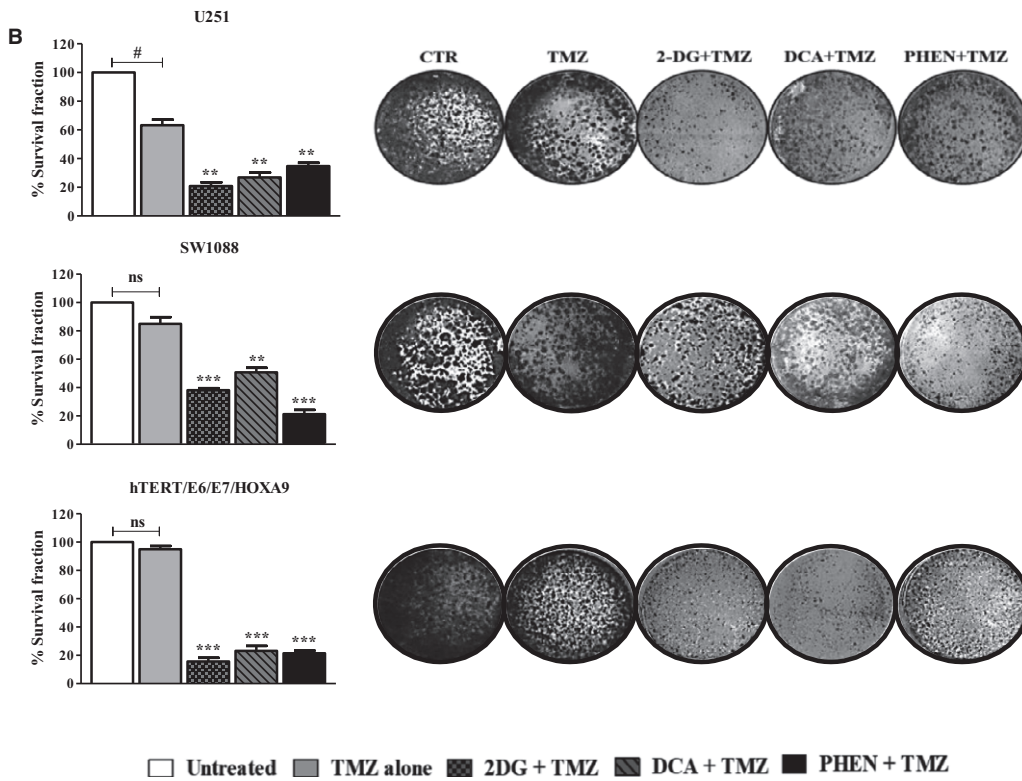 B
U251
% Survival fraction
120
100
80
60
40
20
0
#
**
**
**
CTR
TMZ
2-DG+TMZ
DCA+TMZ
PHEN+TMZ
SW1088
% Survival fraction
120
100
80
60
40
20
0
ns
***
**
***
hTERT/E6/E7/HOXA9
% Survival fraction
120
100
80
60
40
20
0
ns
***
***
***
Untreated
TMZ alone
2DG + TMZ
DCA + TMZ
PHEN + TMZ